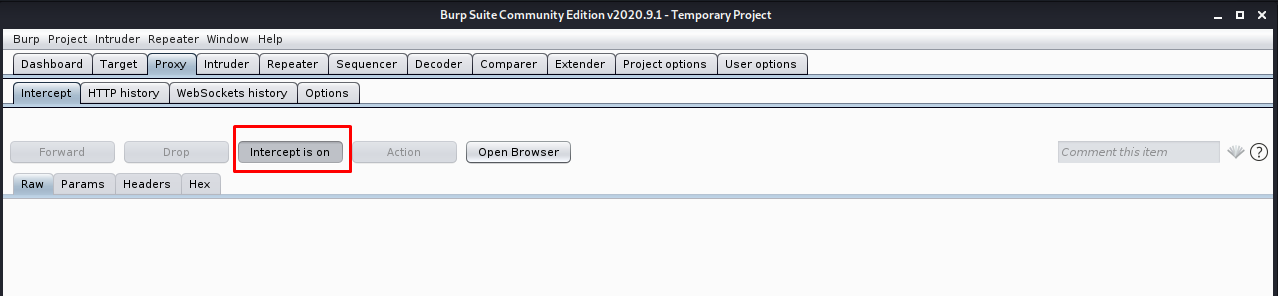 Burp Suite Community Edition v2020.9.1 - Temporary Project
Burp Project Intruder Repeater Window Help
Dashboard Target Proxy Intruder Repeater Sequencer Decoder Comparer Extender Project options User options
Intercept HTTP history WebSockets history Options
Forward Drop Intercept is on Action Open Browser Comment this item ?
Raw Params Headers Hex